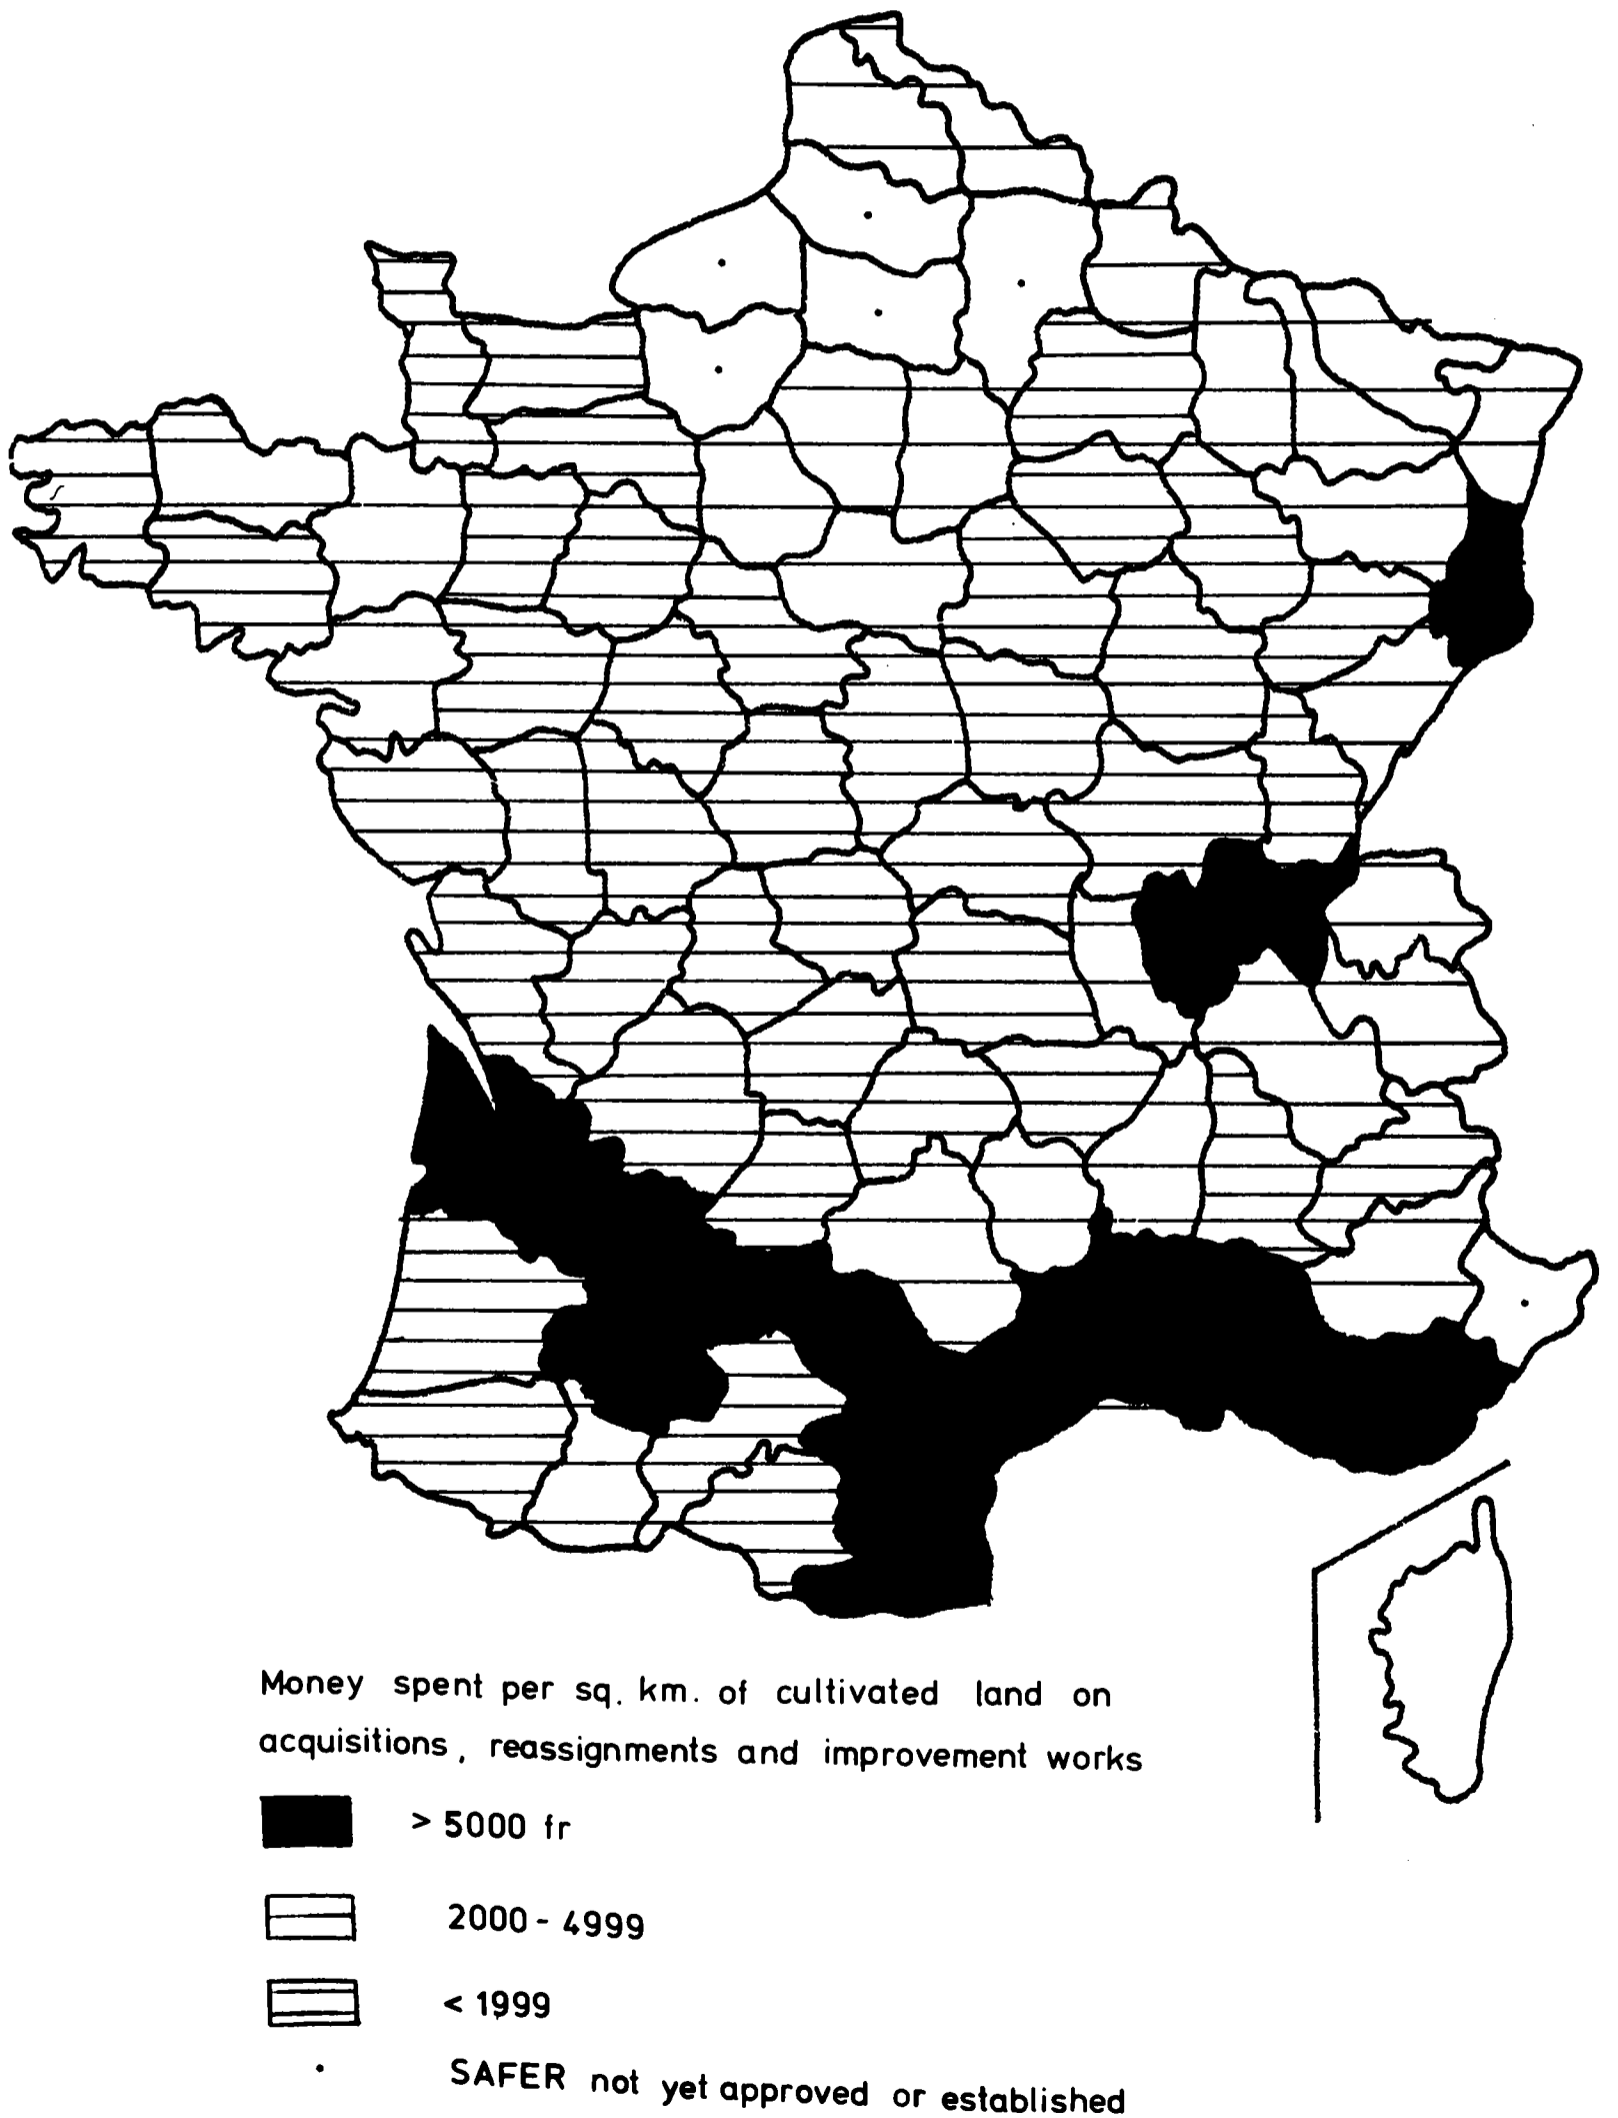 Money spent per sq. km. of cultivated land on
acquisitions, reassignments and improvement works
> 5000 fr
2000 - 4999
< 1999
SAFER not yet approved or established